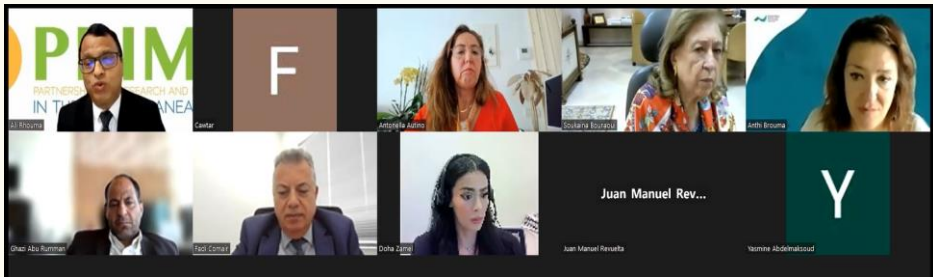 PRIM
PARTNERSHIP
RESEARCH AND
IN THE
Ali Rhouma
F
Cawtar
Antonella Autino
Soukaina Bouraoui
Anthi Brouma
Ghazi Abu Rumman
Fadi Comair
Doha Zamel
Juan Manuel Rev...
Juan Manuel Revuelta
Y
Yasmine Abdelmaksoud